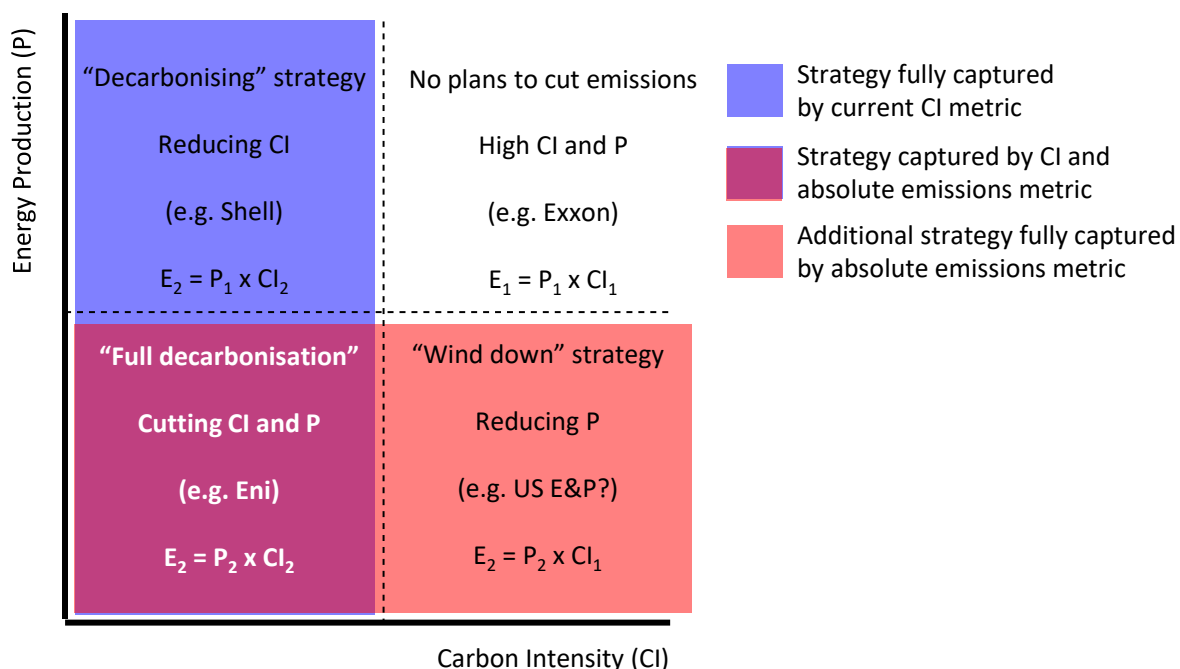 Energy Production (P)
“Decarbonising” strategy
Reducing CI
(e.g. Shell)
E₂ = P₁ x CI₂
No plans to cut emissions
High CI and P
(e.g. Exxon)
E₁ = P₁ x CI₁
“Full decarbonisation”
Cutting CI and P
(e.g. Eni)
E₂ = P₂ x CI₂
“Wind down” strategy
Reducing P
(e.g. US E&P?)
E₂ = P₂ x CI₁
Carbon Intensity (CI)
Strategy fully captured
by current CI metric
Strategy captured by CI and
absolute emissions metric
Additional strategy fully captured
by absolute emissions metric